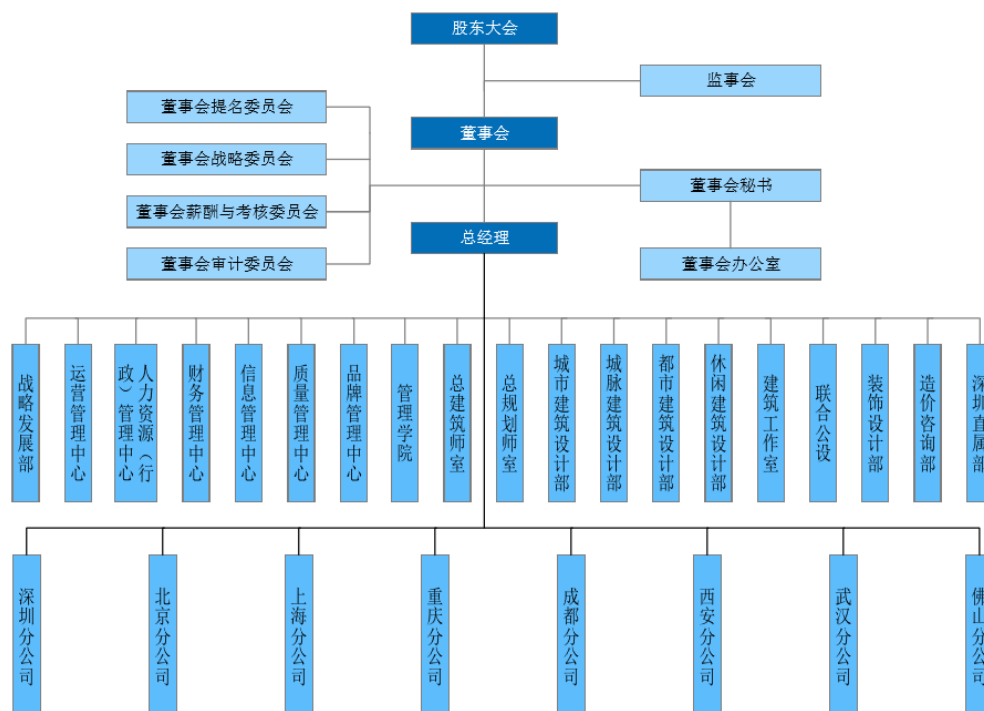 股东大会
监事会
董事会提名委员会
董事会
董事会战略委员会
董事会秘书
董事会薪酬与考核委员会
总经理
董事会审计委员会
董事会办公室
战略发展部
运营管理中心
人力资源（行
政）管理中心
财务管理中心
信息管理中心
质量管理中心
品牌管理中心
管理学院
总建筑师室
总规划师室
城市建筑设计部
城脉建筑设计部
都市建筑设计部
休闲建筑设计部
建筑工作室
联合公设
装饰设计部
造价咨询部
深圳直属部
深圳分公司
北京分公司
上海分公司
重庆分公司
成都分公司
西安分公司
武汉分公司
佛山分公司